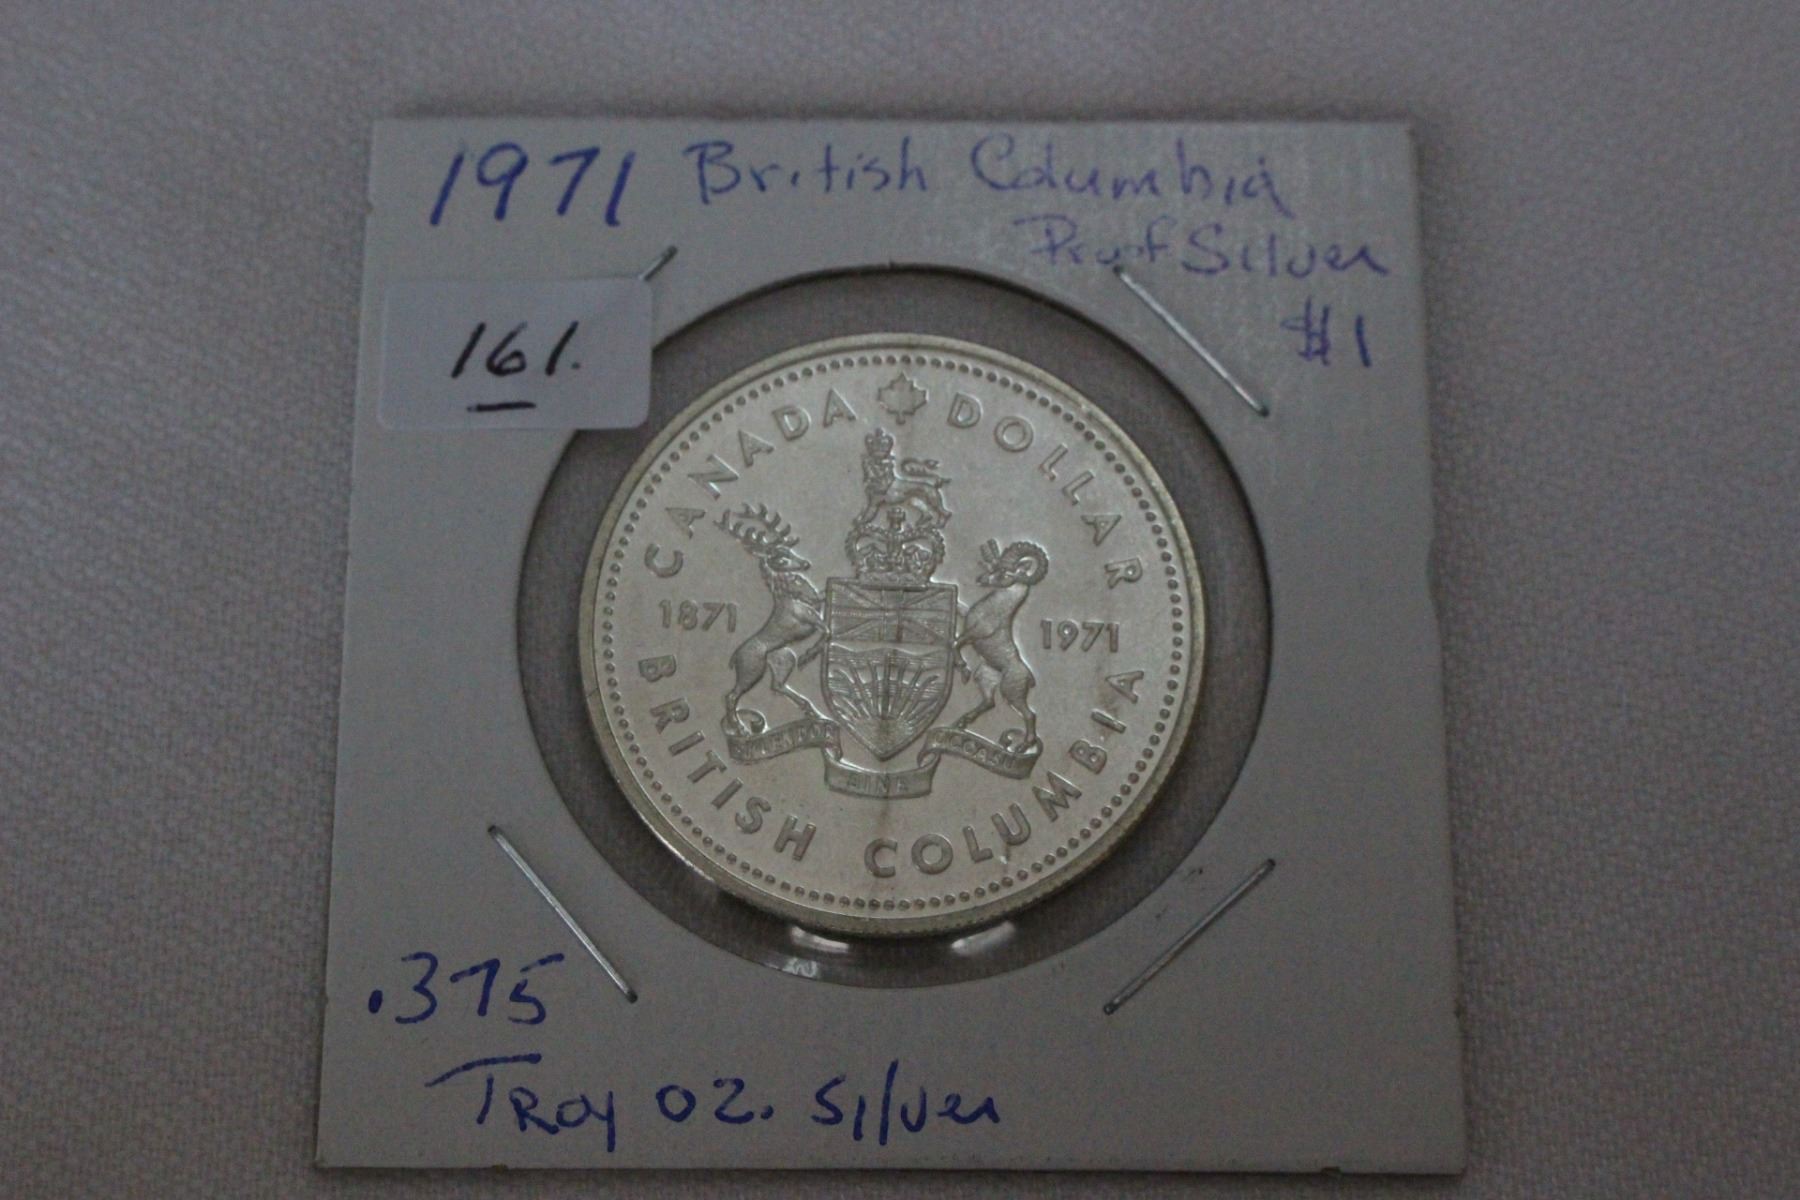 1971 British Columbia
Proof Silver
$1
161.
CANADA DOLLAR
1871 1971
BRITISH COLUMBIA
.375
Troy oz. Silver